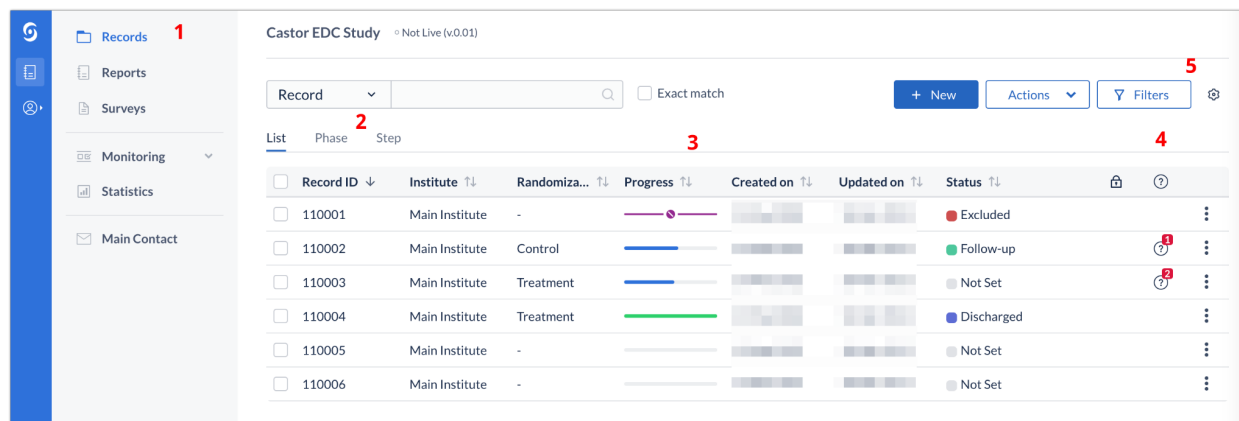 Records 1
Reports
Surveys
Monitoring
Statistics
Main Contact
Castor EDC Study Not Live (v.0.01)
5
Record Exact match + New Actions Filters
2
List Phase Step 3 4
Record ID Institute Randomiza... Progress Created on Updated on Status
110001 Main Institute - Excluded
110002 Main Institute Control Follow-up 1
110003 Main Institute Treatment Not Set 2
110004 Main Institute Treatment Discharged
110005 Main Institute - Not Set
110006 Main Institute - Not Set